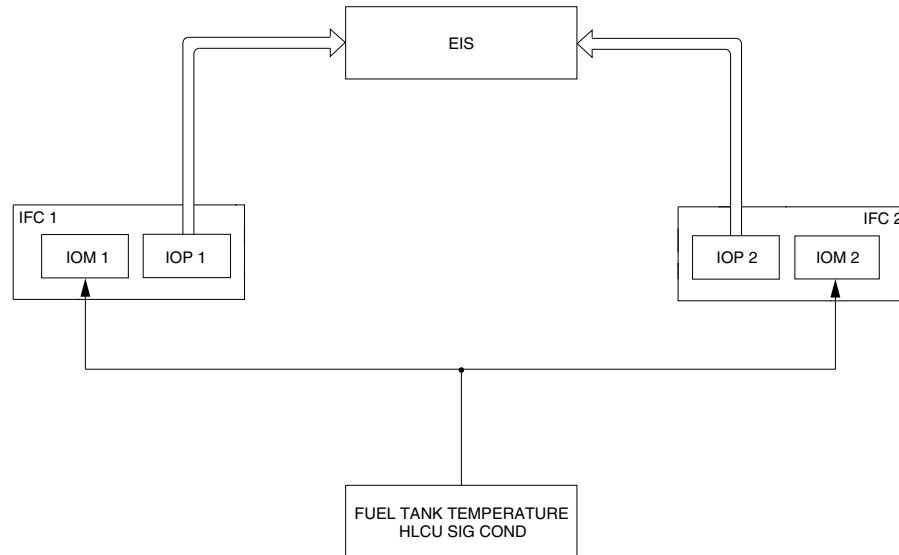 EIS
IFC 1
IFC 2
IOM 1
IOP 1
IOP 2
IOM 2
FUEL TANK TEMPERATURE
HLCU SIG COND